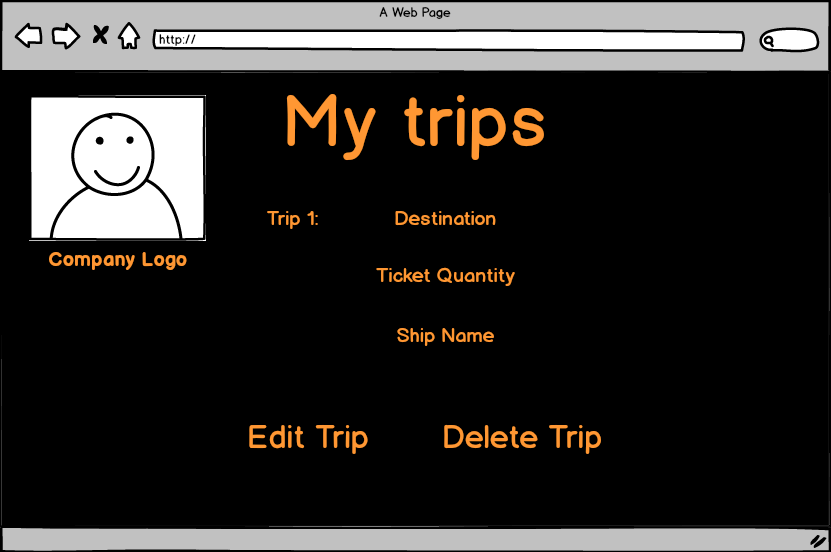 A Web Page
http://
My trips
Company Logo
Trip 1: Destination
Ticket Quantity
Ship Name
Edit Trip Delete Trip